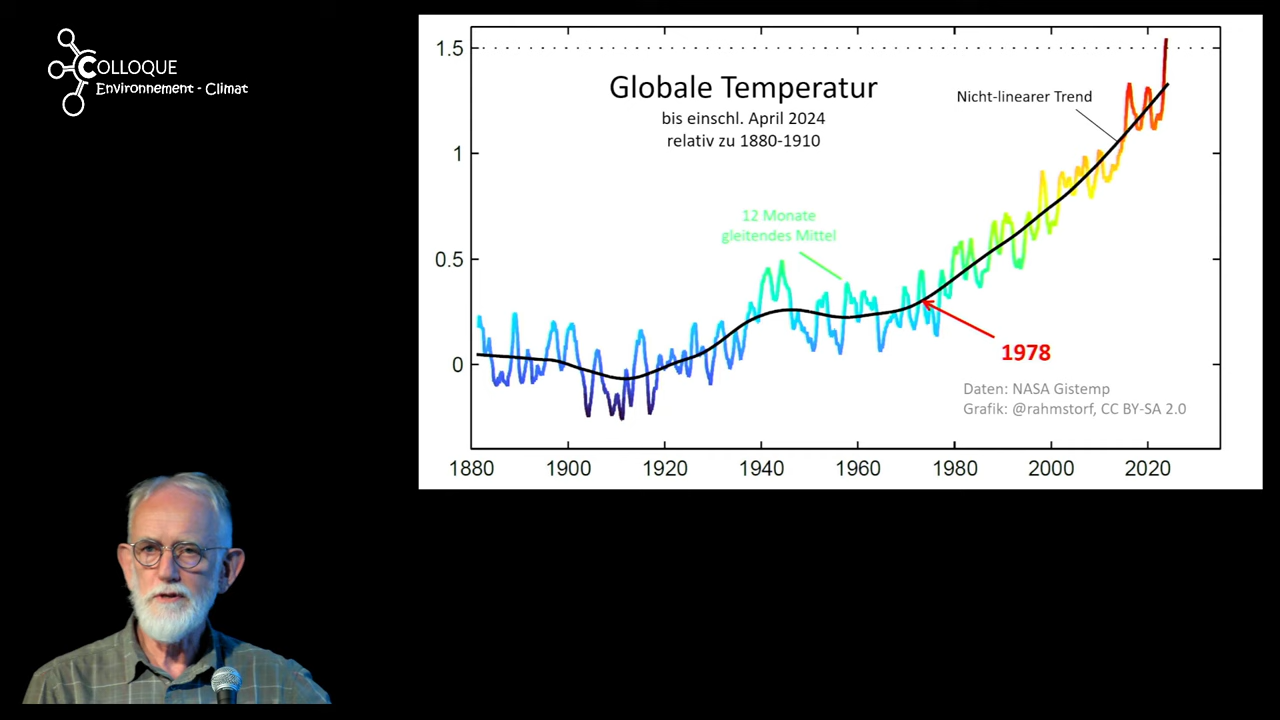 COLLOQUE
Environnement - Climat
Globale Temperatur
bis einschl. April 2024
relativ zu 1880-1910
Nicht-linearer Trend
12 Monate
gleitendes Mittel
1978
Daten: NASA Gistemp
Grafik: @rahmstorf, CC BY-SA 2.0
1.5
1
0.5
0
1880 1900 1920 1940 1960 1980 2000 2020